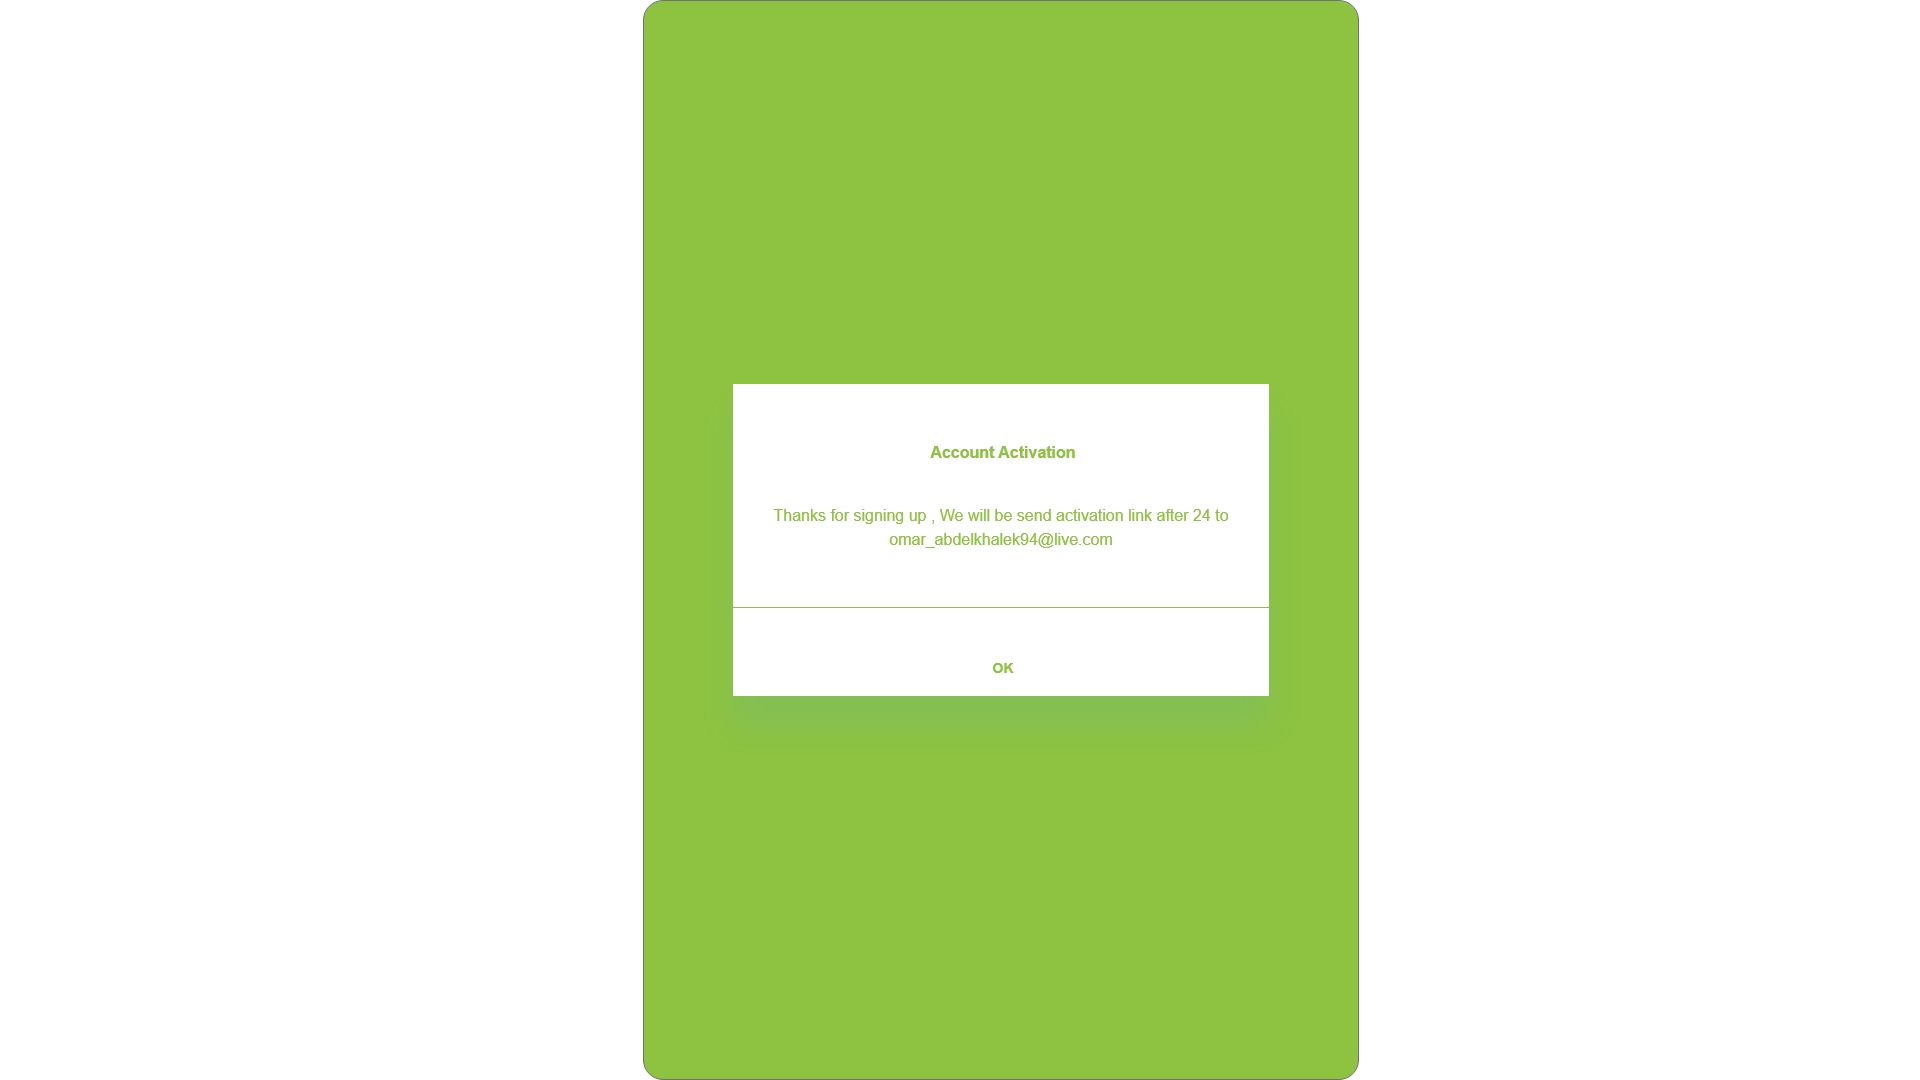 Account Activation
Thanks for signing up , We will be send activation link after 24 to
omar_abdelkhalek94@live.com
OK